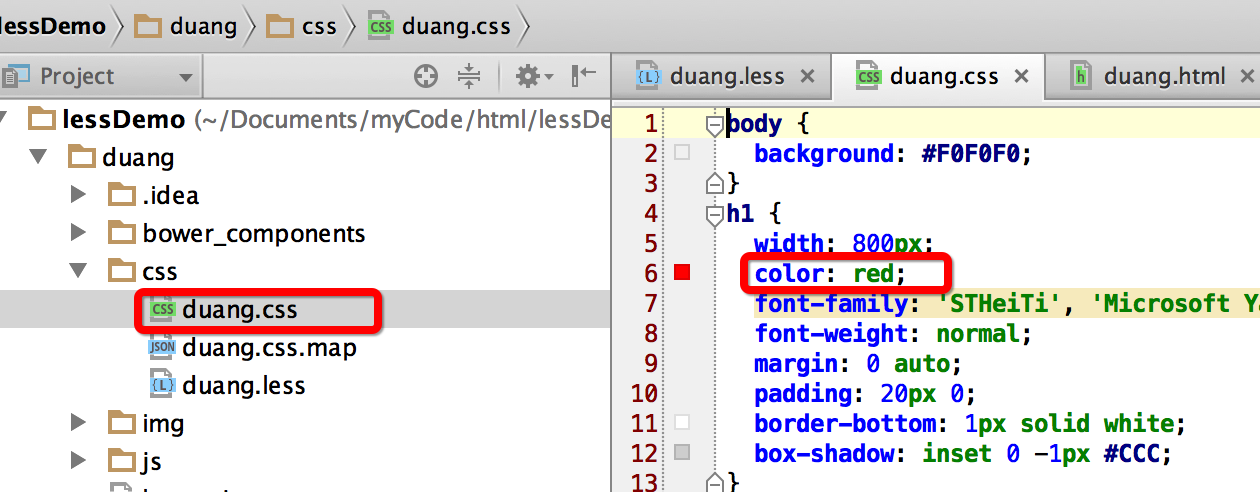 lessDemo duang css duang.css
Project
duang.less duang.css duang.html
lessDemo (~/Documents/myCode/html/lessDe
duang
.idea
bower_components
css
duang.css
duang.css.map
duang.less
img
js
1 body {
2 background: #F0F0F0;
3 }
4 h1 {
5 width: 800px;
6 color: red;
7 font-family: 'STHeiTi', 'Microsoft Ya
8 font-weight: normal;
9 margin: 0 auto;
10 padding: 20px 0;
11 border-bottom: 1px solid white;
12 box-shadow: inset 0 -1px #CCC;
13 }